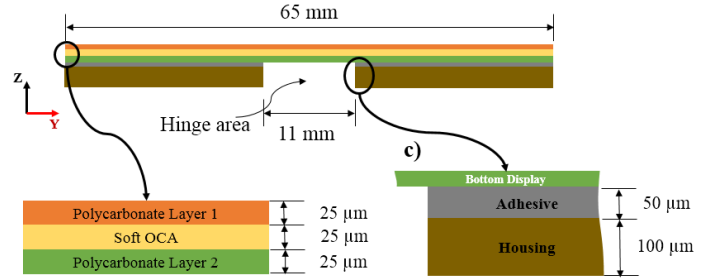 65 mm
Z
Y
Hinge area
11 mm
c)
Bottom Display
Adhesive
50 µm
Housing
100 µm
Polycarbonate Layer 1
25 µm
Soft OCA
25 µm
Polycarbonate Layer 2
25 µm